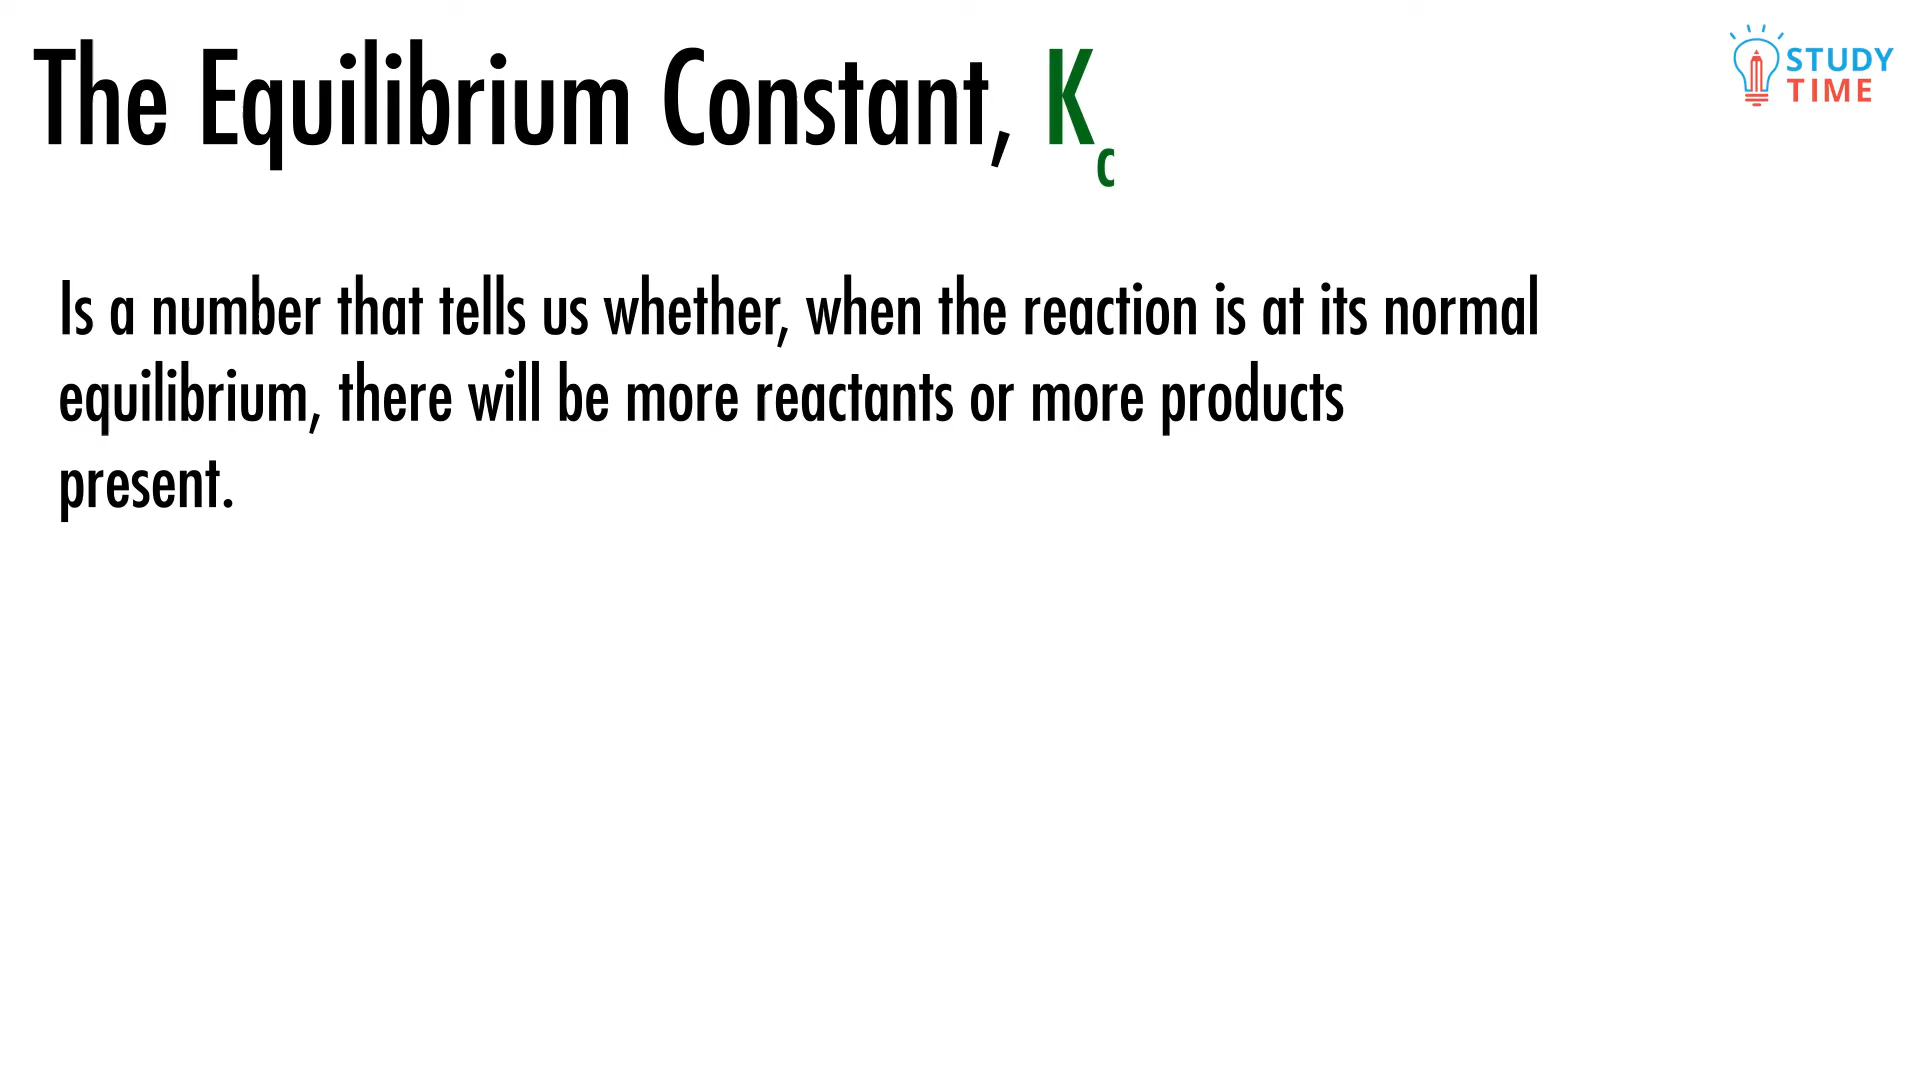 The Equilibrium Constant, Kc
STUDY
TIME
Is a number that tells us whether, when the reaction is at its normal
equilibrium, there will be more reactants or more products
present.